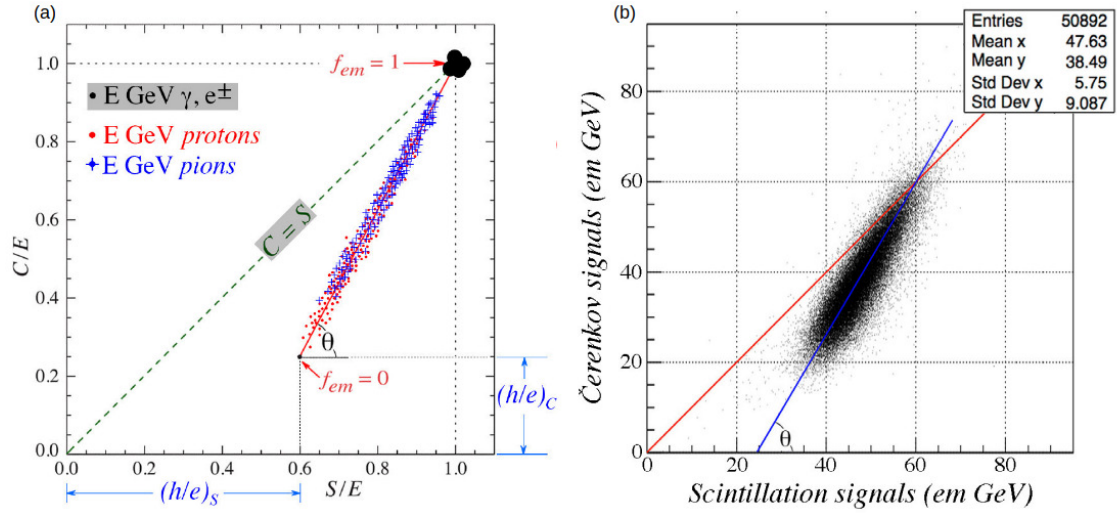 (a)
1.0
0.8
0.6
0.4
0.2
0.0
C/E
f_em = 1
• E GeV γ, e±
• E GeV protons
+ E GeV pions
C = S
θ
f_em = 0
(h/e)_C
0.0 0.2 0.4 0.6 0.8 1.0
(h/e)_S
S/E
(b)
Entries 50892
Mean x 47.63
Mean y 38.49
Std Dev x 5.75
Std Dev y 9.087
80
60
40
20
0
Čerenkov signals (em GeV)
θ
0 20 40 60 80
Scintillation signals (em GeV)